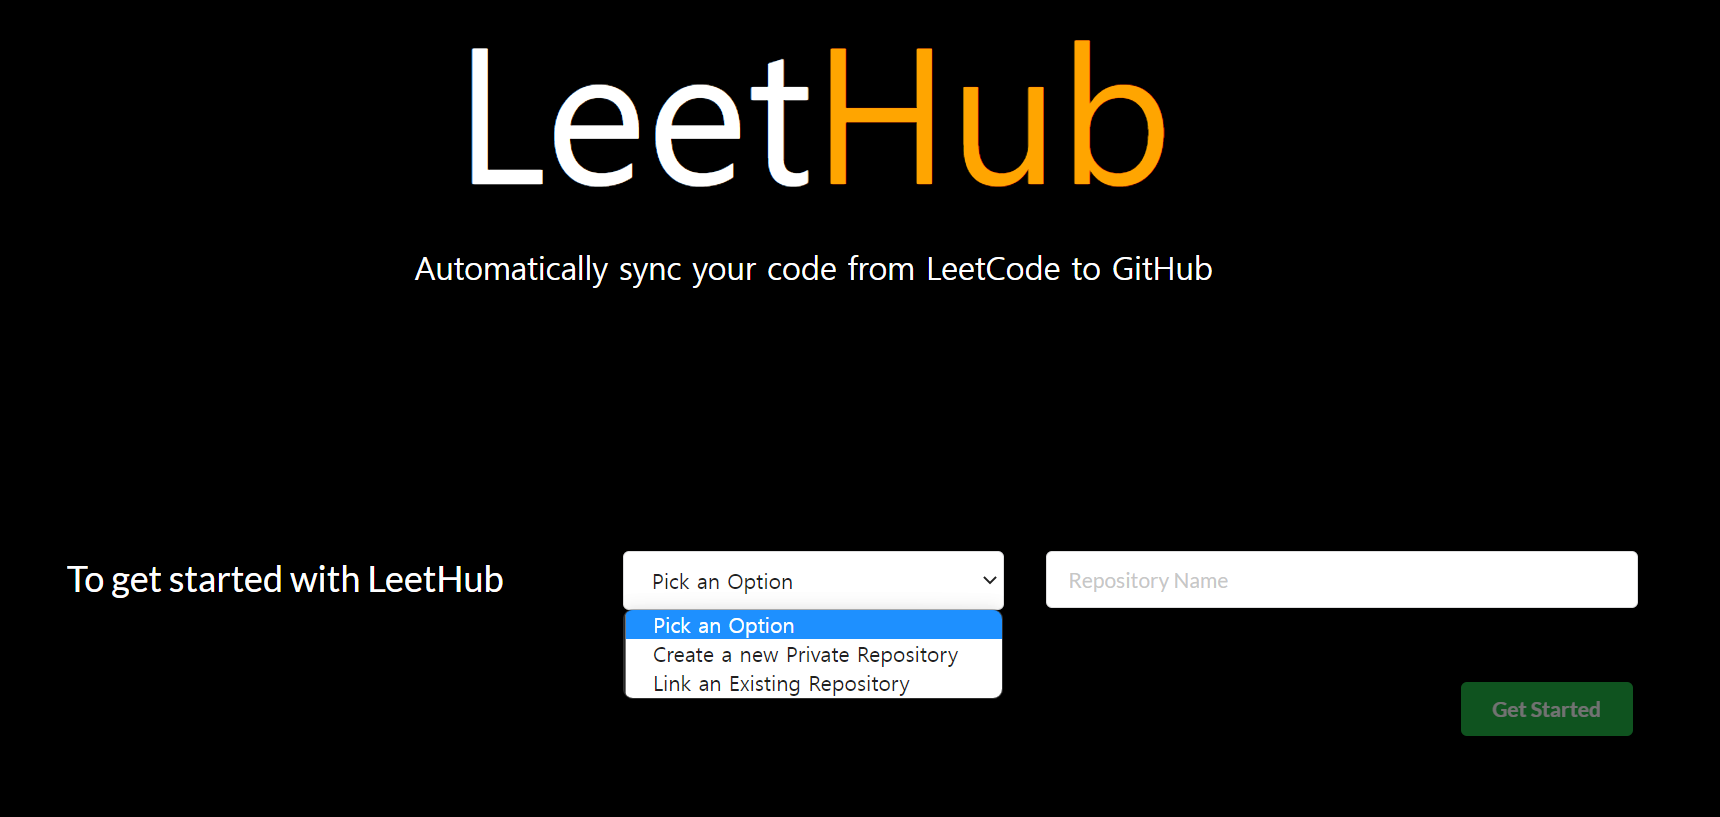 LeetHub
Automatically sync your code from LeetCode to GitHub
To get started with LeetHub
Pick an Option
Repository Name
Pick an Option
Create a new Private Repository
Link an Existing Repository
Get Started